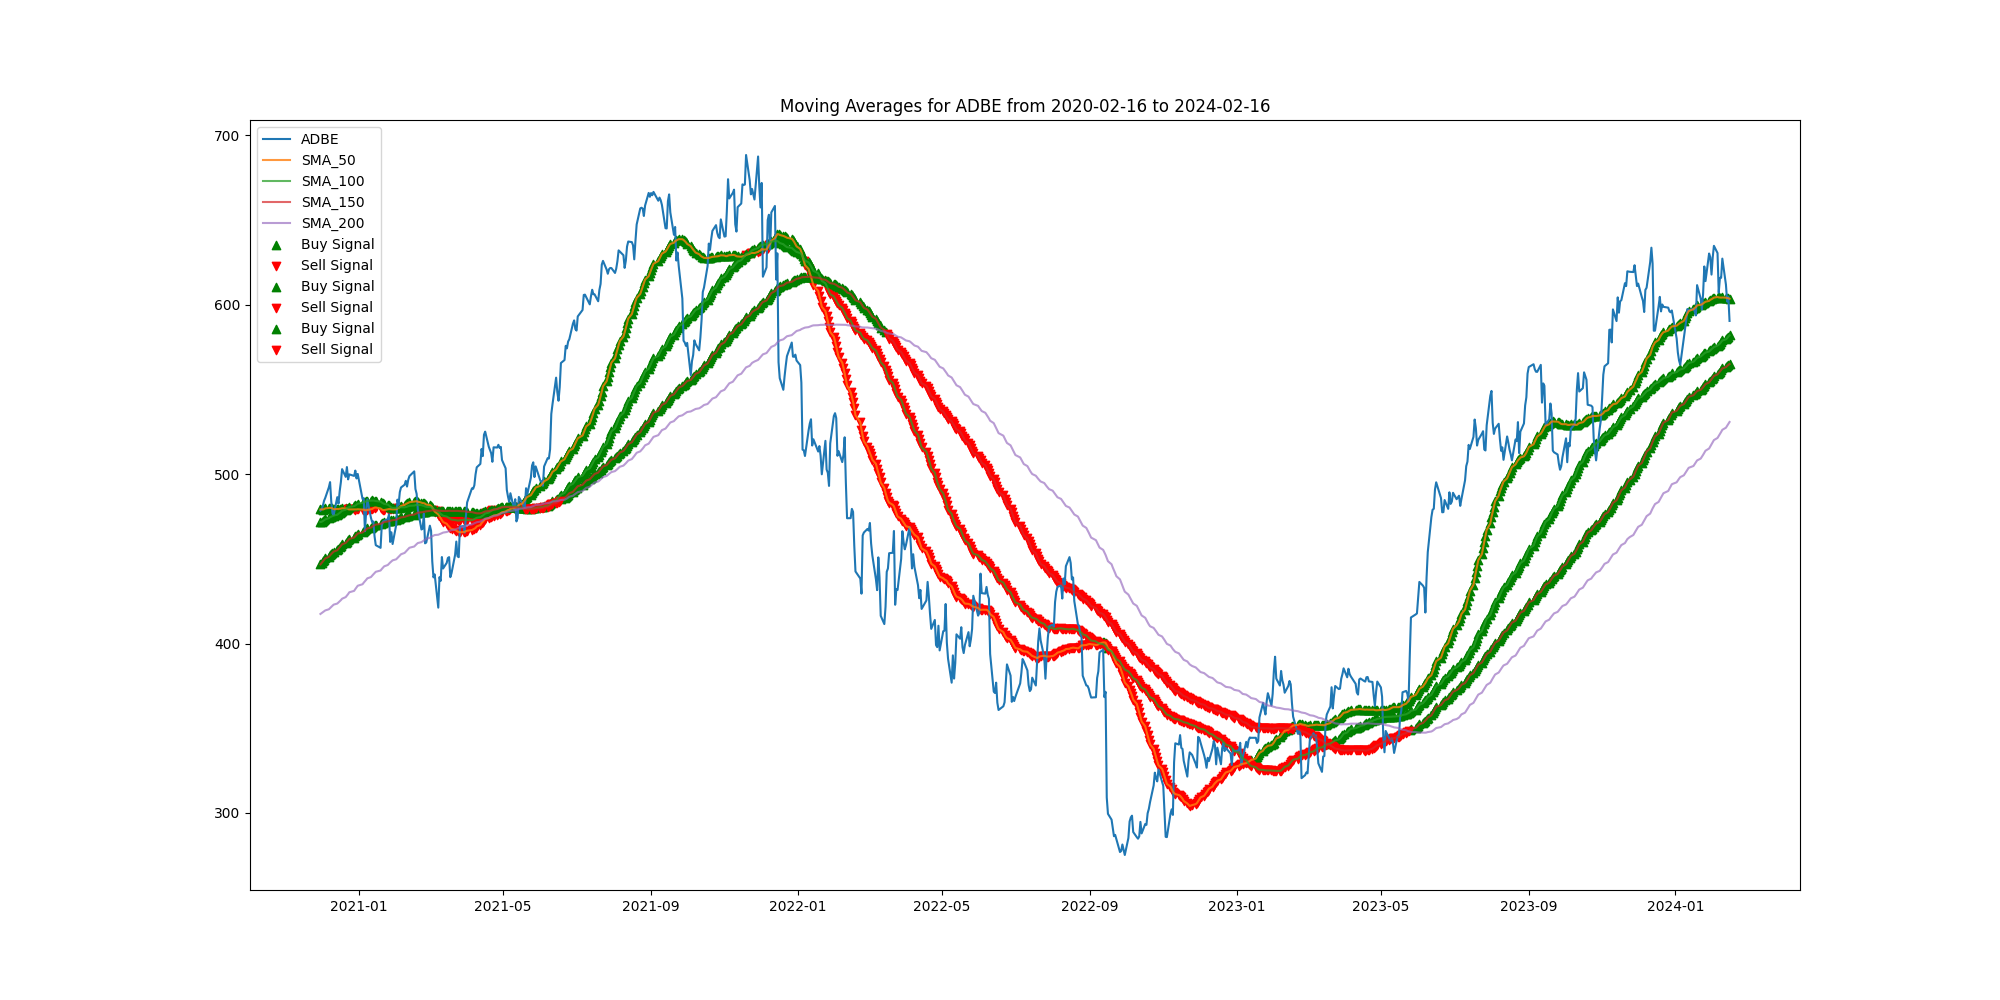 Moving Averages for ADBE from 2020-02-16 to 2024-02-16
700
600
500
400
300
ADBE
SMA_50
SMA_100
SMA_150
SMA_200
Buy Signal
Sell Signal
Buy Signal
Sell Signal
Buy Signal
Sell Signal
2021-01 2021-05 2021-09 2022-01 2022-05 2022-09 2023-01 2023-05 2023-09 2024-01